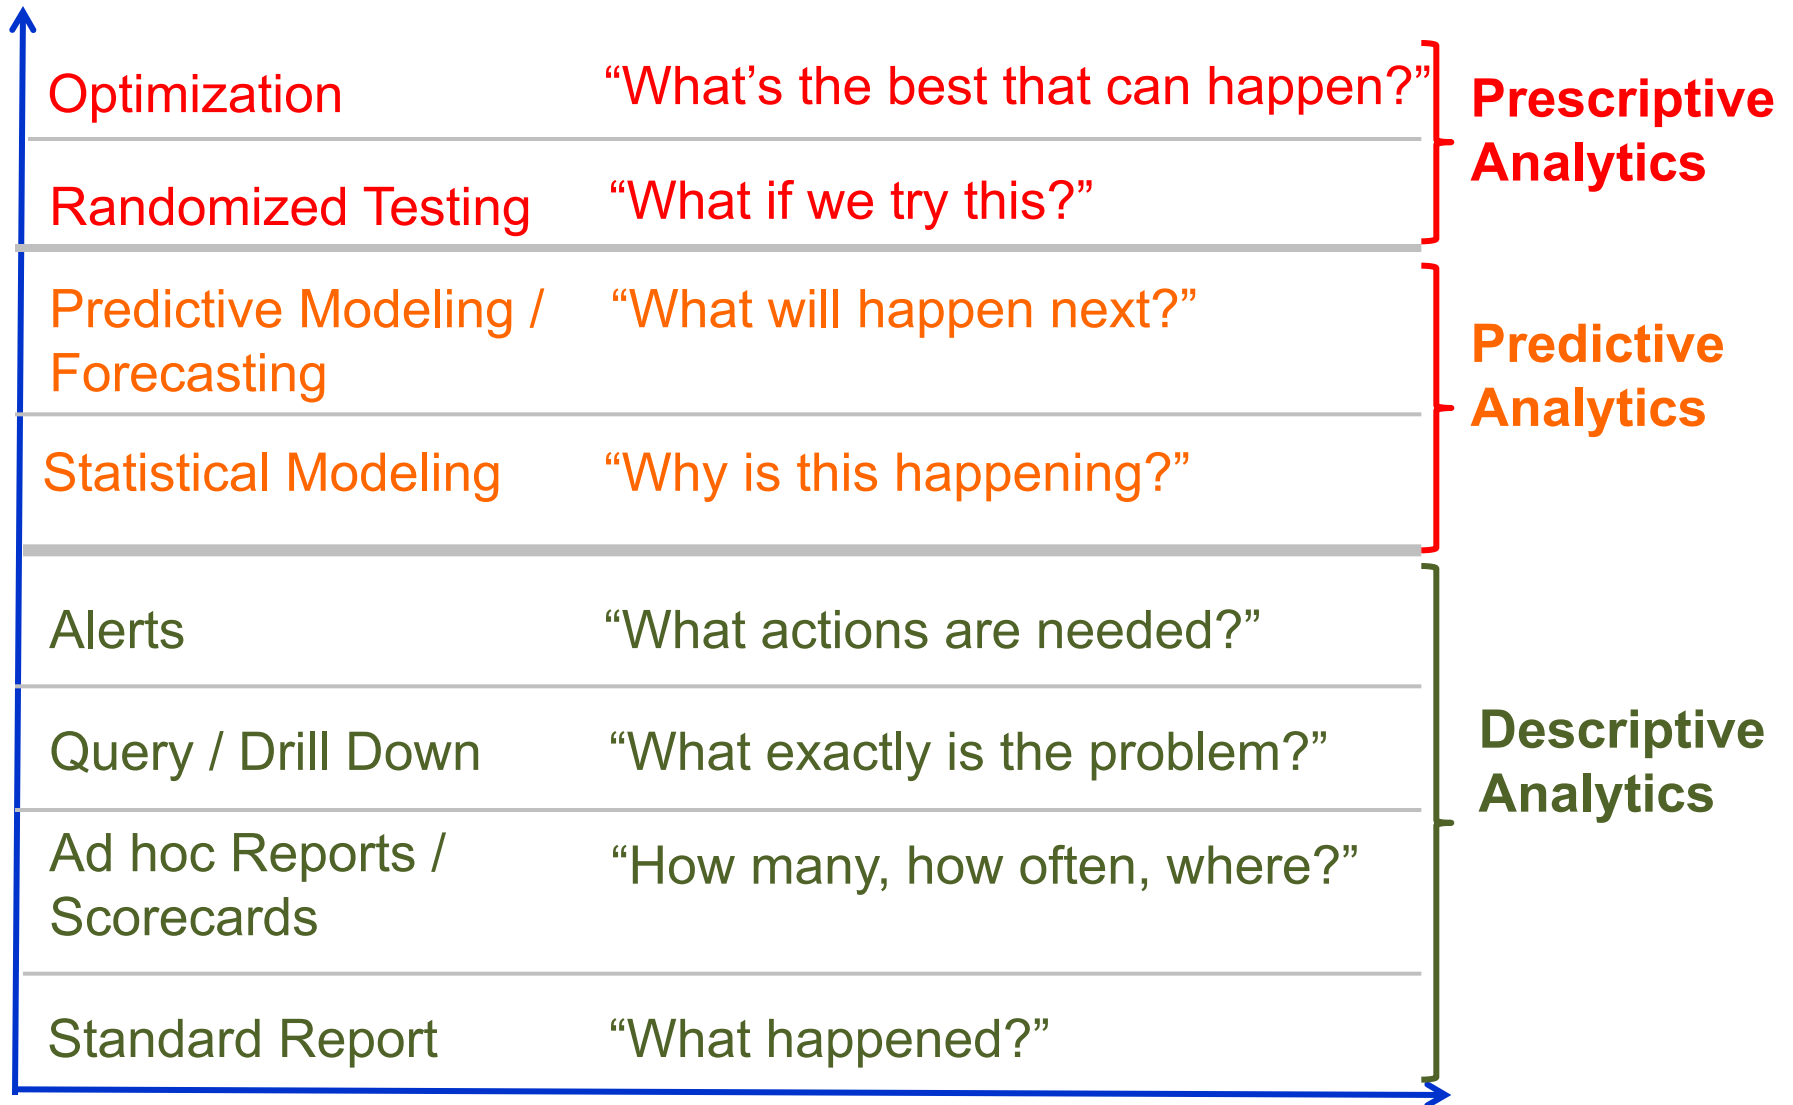 Optimization “What’s the best that can happen?”
Prescriptive
Analytics
Randomized Testing “What if we try this?”
Predictive Modeling / “What will happen next?”
Forecasting
Predictive
Analytics
Statistical Modeling “Why is this happening?”
Alerts “What actions are needed?”
Query / Drill Down “What exactly is the problem?”
Descriptive
Analytics
Ad hoc Reports / “How many, how often, where?”
Scorecards
Standard Report “What happened?”